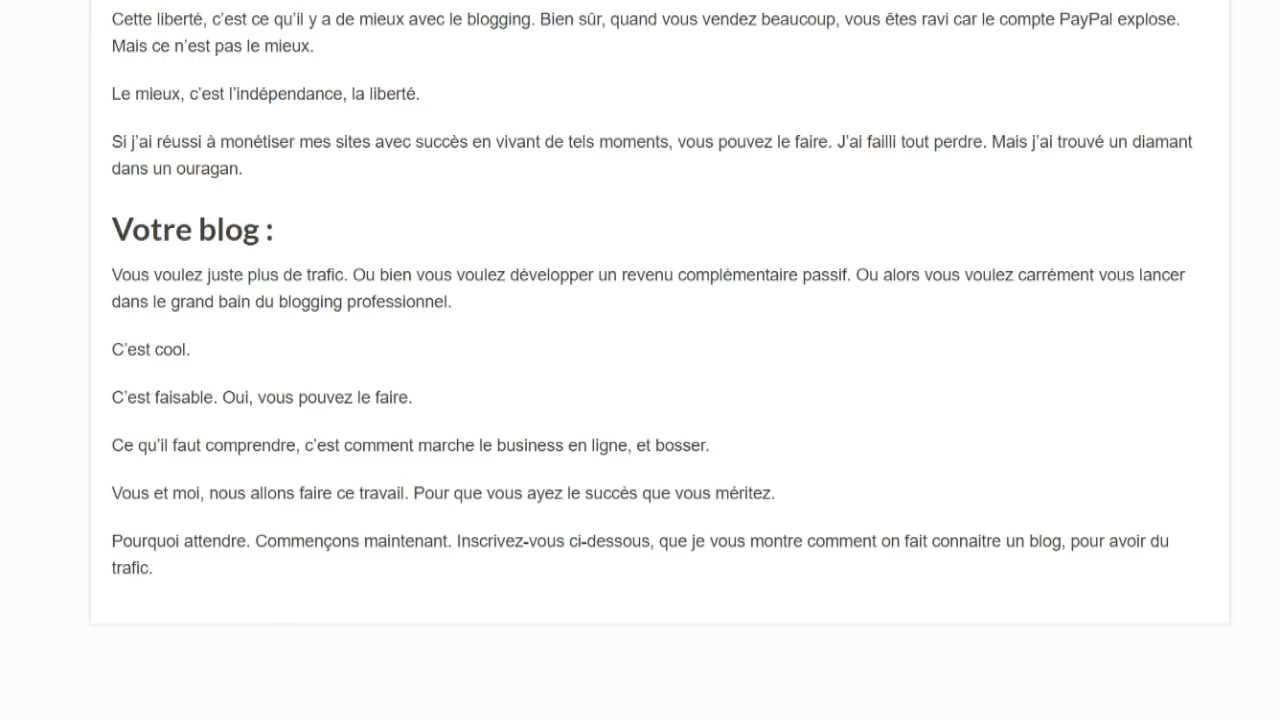 Cette liberté, c’est ce qu’il y a de mieux avec le blogging. Bien sûr, quand vous vendez beaucoup, vous êtes ravi car le compte PayPal explose.
Mais ce n’est pas le mieux.
Le mieux, c’est l’indépendance, la liberté.
Si j’ai réussi à monétiser mes sites avec succès en vivant de tels moments, vous pouvez le faire. J’ai failli tout perdre. Mais j’ai trouvé un diamant
dans un ouragan.
Votre blog :
Vous voulez juste plus de trafic. Ou bien vous voulez développer un revenu complémentaire passif. Ou alors vous voulez carrément vous lancer
dans le grand bain du blogging professionnel.
C’est cool.
C’est faisable. Oui, vous pouvez le faire.
Ce qu’il faut comprendre, c’est comment marche le business en ligne, et bosser.
Vous et moi, nous allons faire ce travail. Pour que vous ayez le succès que vous méritez.
Pourquoi attendre. Commençons maintenant. Inscrivez-vous ci-dessous, que je vous montre comment on fait connaitre un blog, pour avoir du
trafic.